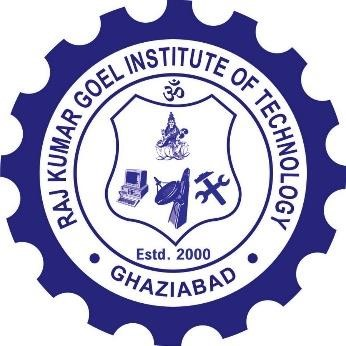 RAJ KUMAR GOEL INSTITUTE OF TECHNOLOGY
ॐ
Estd. 2000
GHAZIABAD